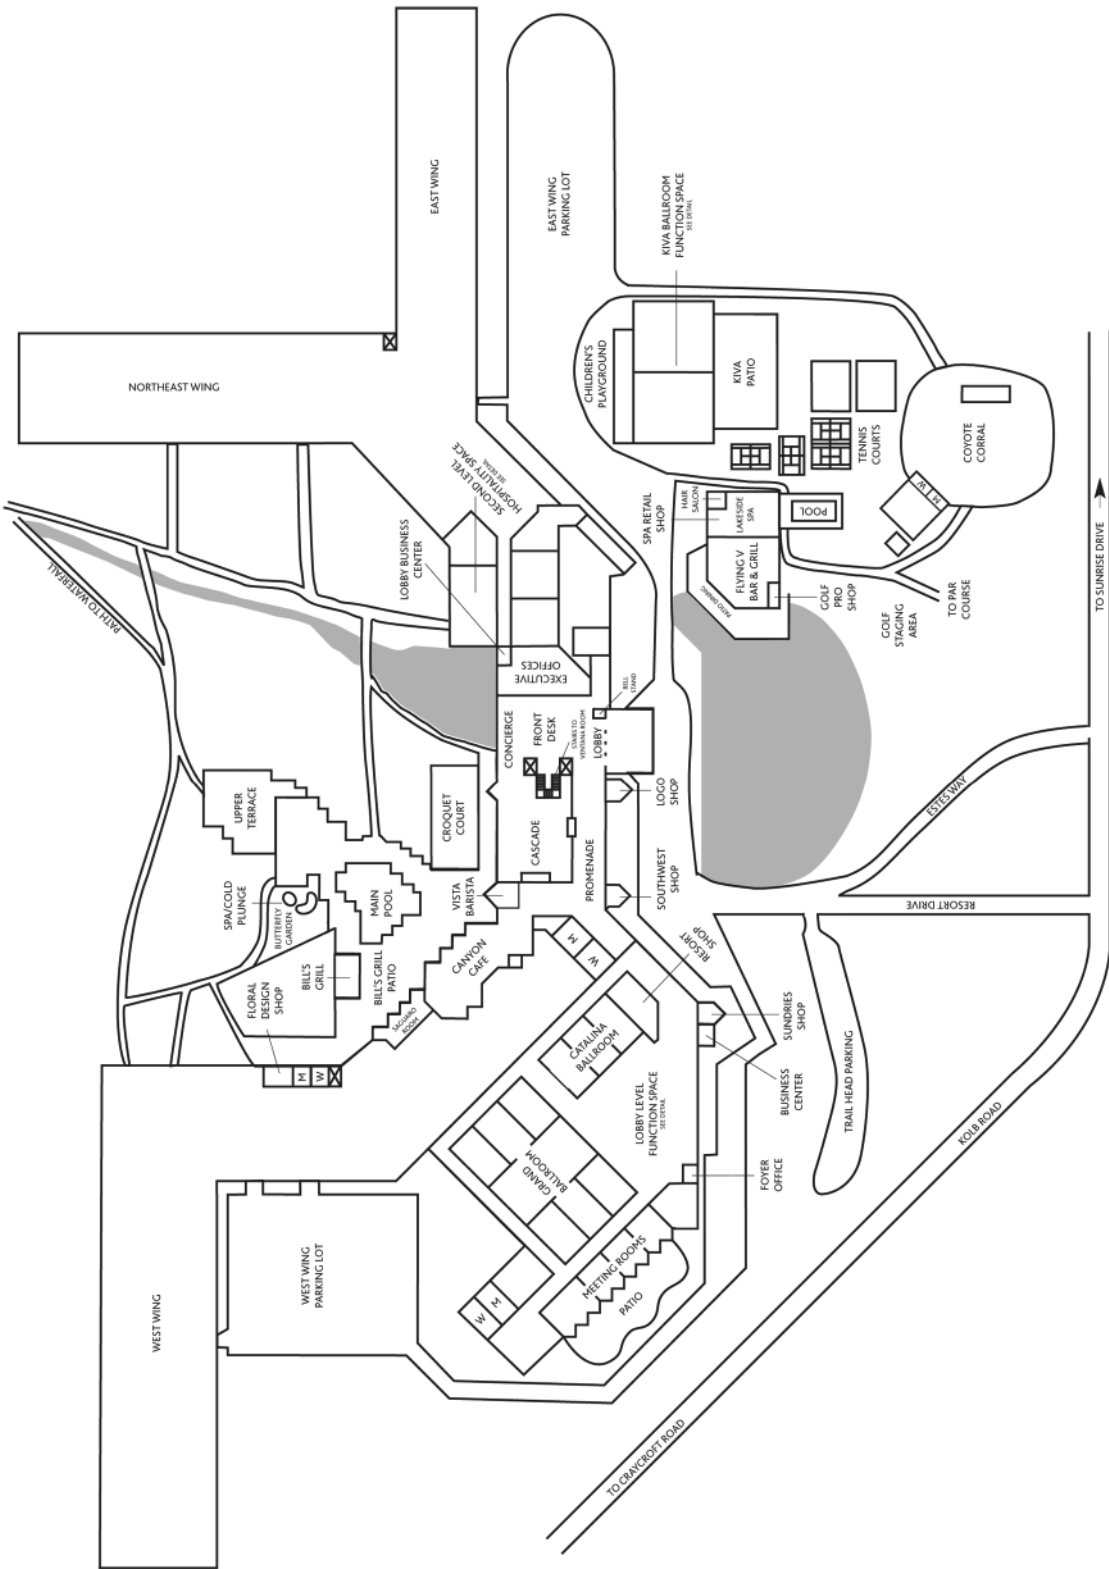 WEST WING
WEST WING
PARKING LOT
NORTHEAST WING
EAST WING
EAST WING
PARKING LOT
PATH TO WATERFALL
UPPER
TERRACE
SPA/COLD
PLUNGE
BUTTERFLY
GARDEN
FLORAL
DESIGN
SHOP
BILL'S
GRILL
M
W
MAIN
POOL
BILL'S GRILL
PATIO
SAGUARO
ROOM
CANYON
CAFE
CROQUET
COURT
VISTA
BARISTA
M
W
LOBBY BUSINESS
CENTER
SECOND LEVEL
HOSPITALITY SPACE
SEE DETAIL
EXECUTIVE
OFFICES
CONCIERGE
FRONT
DESK
STAIRS TO
VENTANA ROOM
CASCADE
LOBBY
BELL
STAND
PROMENADE
LOGO
SHOP
SOUTHWEST
SHOP
RESORT
SHOP
CATALINA
BALLROOM
GRAND
BALLROOM
LOBBY LEVEL
FUNCTION SPACE
SEE DETAIL
W
M
MEETING ROOMS
PATIO
FOYER
OFFICE
BUSINESS
CENTER
SUNDRIES
SHOP
TRAIL HEAD PARKING
KIVA BALLROOM
FUNCTION SPACE
SEE DETAIL
CHILDREN'S
PLAYGROUND
KIVA
PATIO
TENNIS
COURTS
COYOTE
CORRAL
M
W
SPA RETAIL
SHOP
HAIR
SALON
LAKESIDE
SPA
POOL
FLYING V
BAR & GRILL
PATIO DINING
GOLF
PRO
SHOP
GOLF
STAGING
AREA
TO PAR
COURSE
ESTES WAY
RESORT DRIVE
KOLB ROAD
TO CRAYCROFT ROAD
TO SUNRISE DRIVE